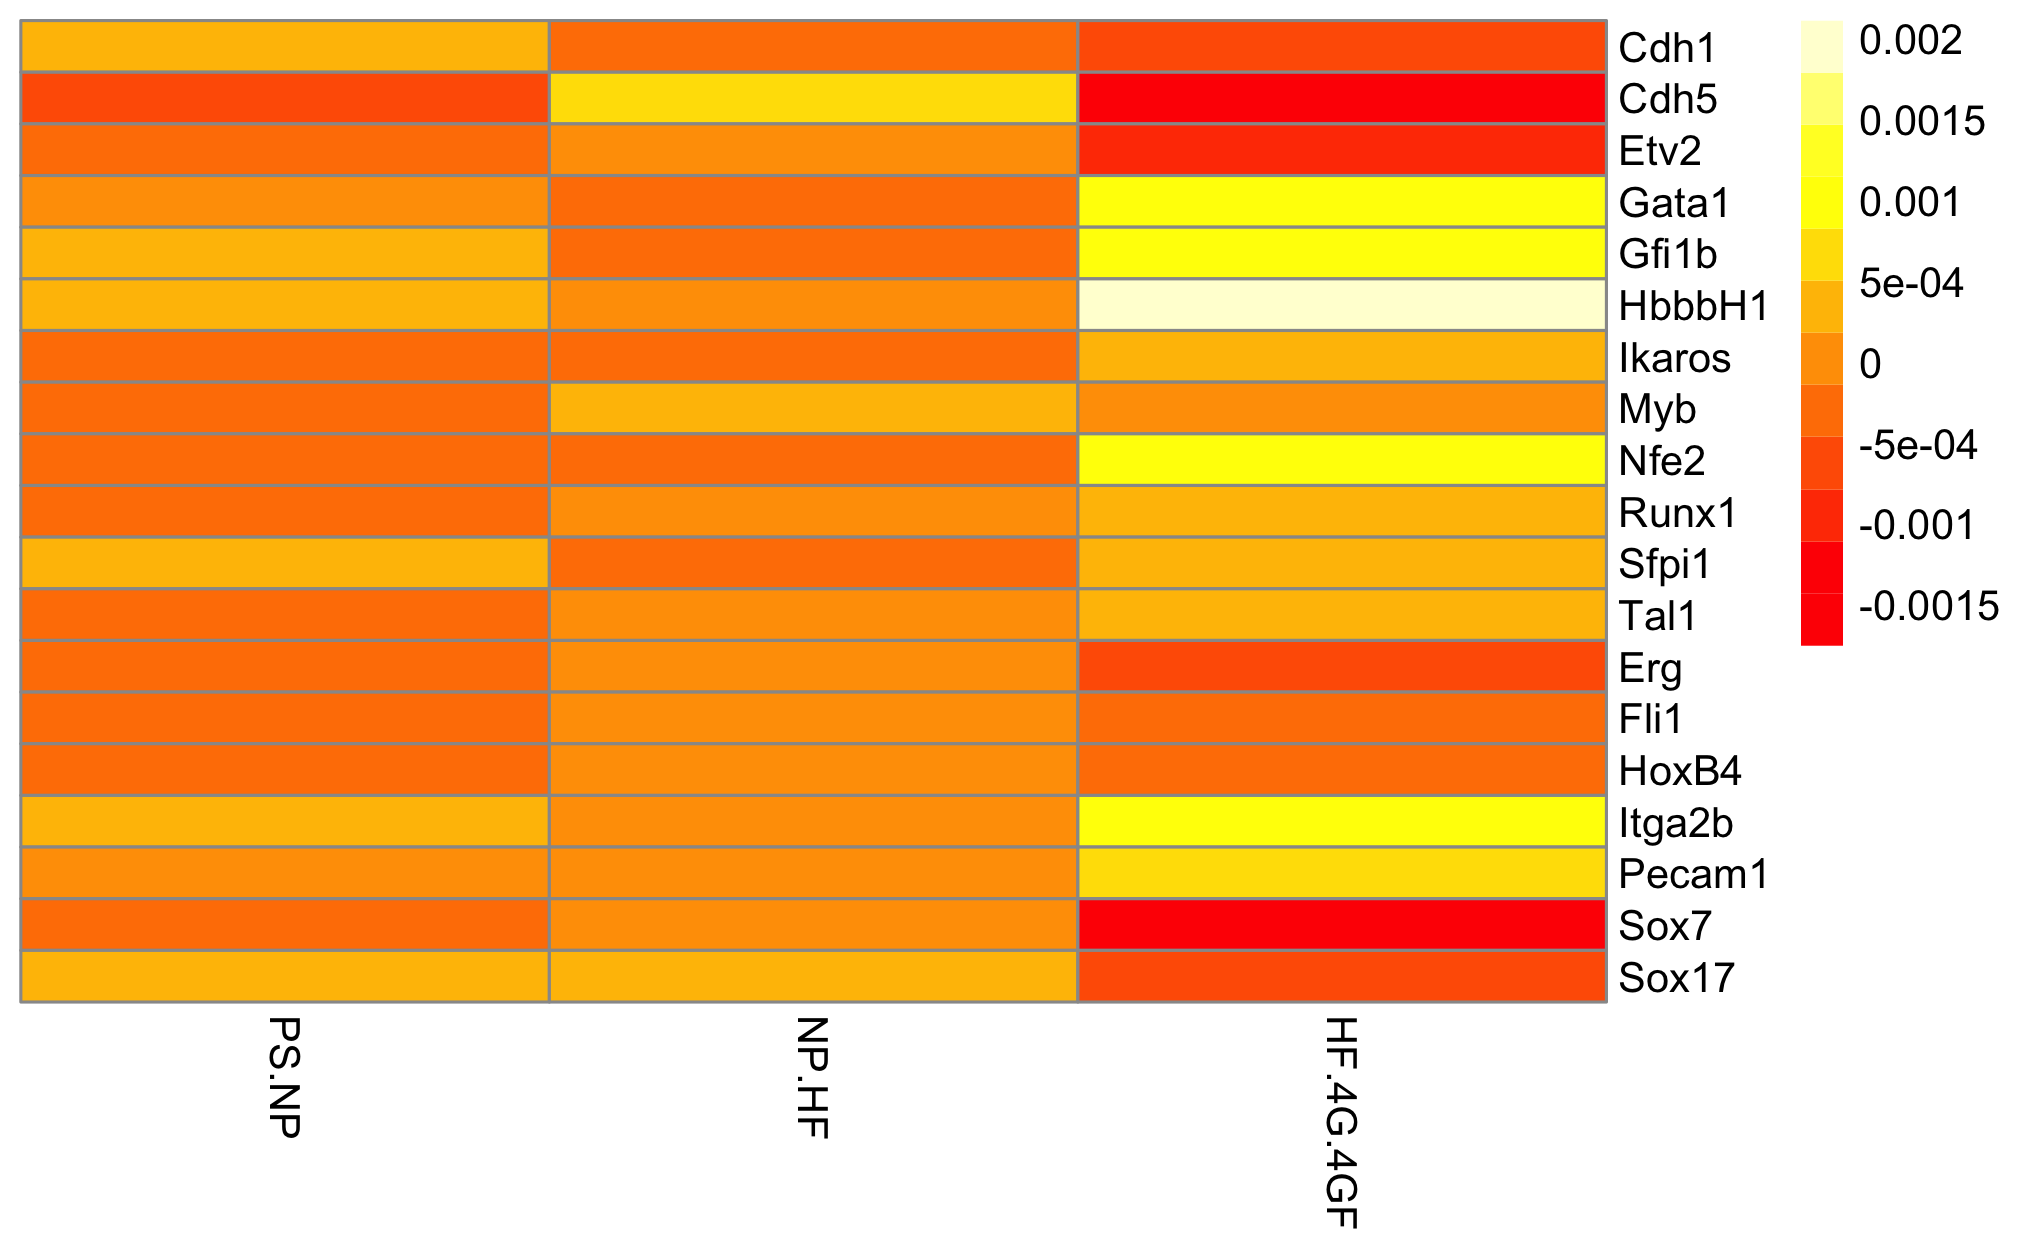 Cdh1
Cdh5
Etv2
Gata1
Gfi1b
HbbbH1
Ikaros
Myb
Nfe2
Runx1
Sfpi1
Tal1
Erg
Fli1
HoxB4
Itga2b
Pecam1
Sox7
Sox17
0.002
0.0015
0.001
5e-04
0
-5e-04
-0.001
-0.0015
PS.NP
NP.HF
HF.4G.4GF